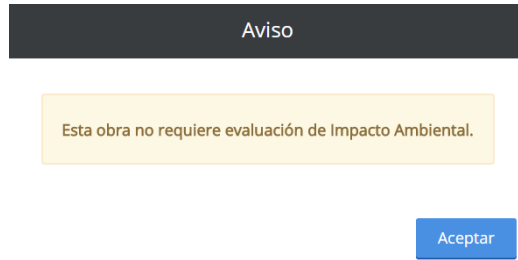 Aviso
Esta obra no requiere evaluación de Impacto Ambiental.
Aceptar